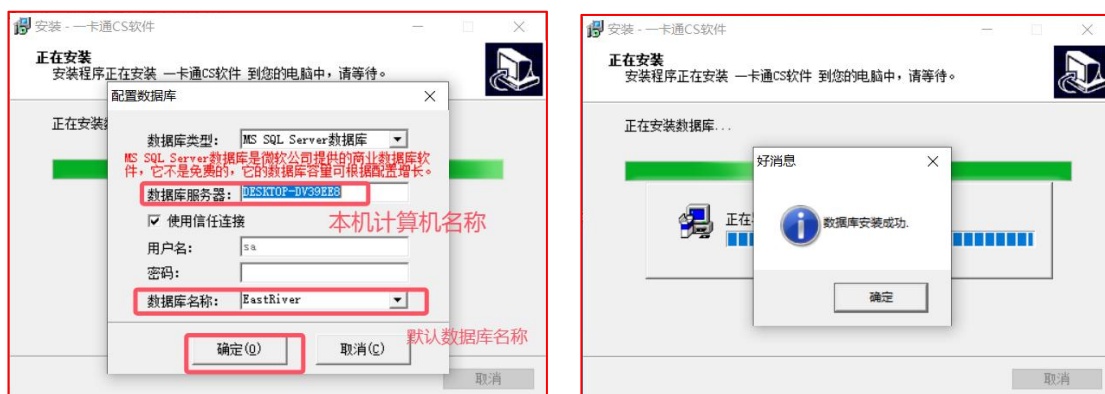 安装 - 一卡通CS软件
正在安装
安装程序正在安装 一卡通CS软件 到您的电脑中，请等待。
配置数据库
正在安装
数据库类型： MS SQL Server数据库
MS SQL Server数据库是微软公司提供的商业数据库软
件，它不是免费的，它的数据库容量可根据配置增长。
数据库服务器： DESKTOP-DV39EE8
使用信任连接
本机计算机名称
用户名： sa
密码：
数据库名称： EastRiver
默认数据库名称
确定(O) 取消(C)
取消
安装 - 一卡通CS软件
正在安装
安装程序正在安装 一卡通CS软件 到您的电脑中，请等待。
正在安装数据库...
好消息
正在
数据库安装成功.
确定
取消